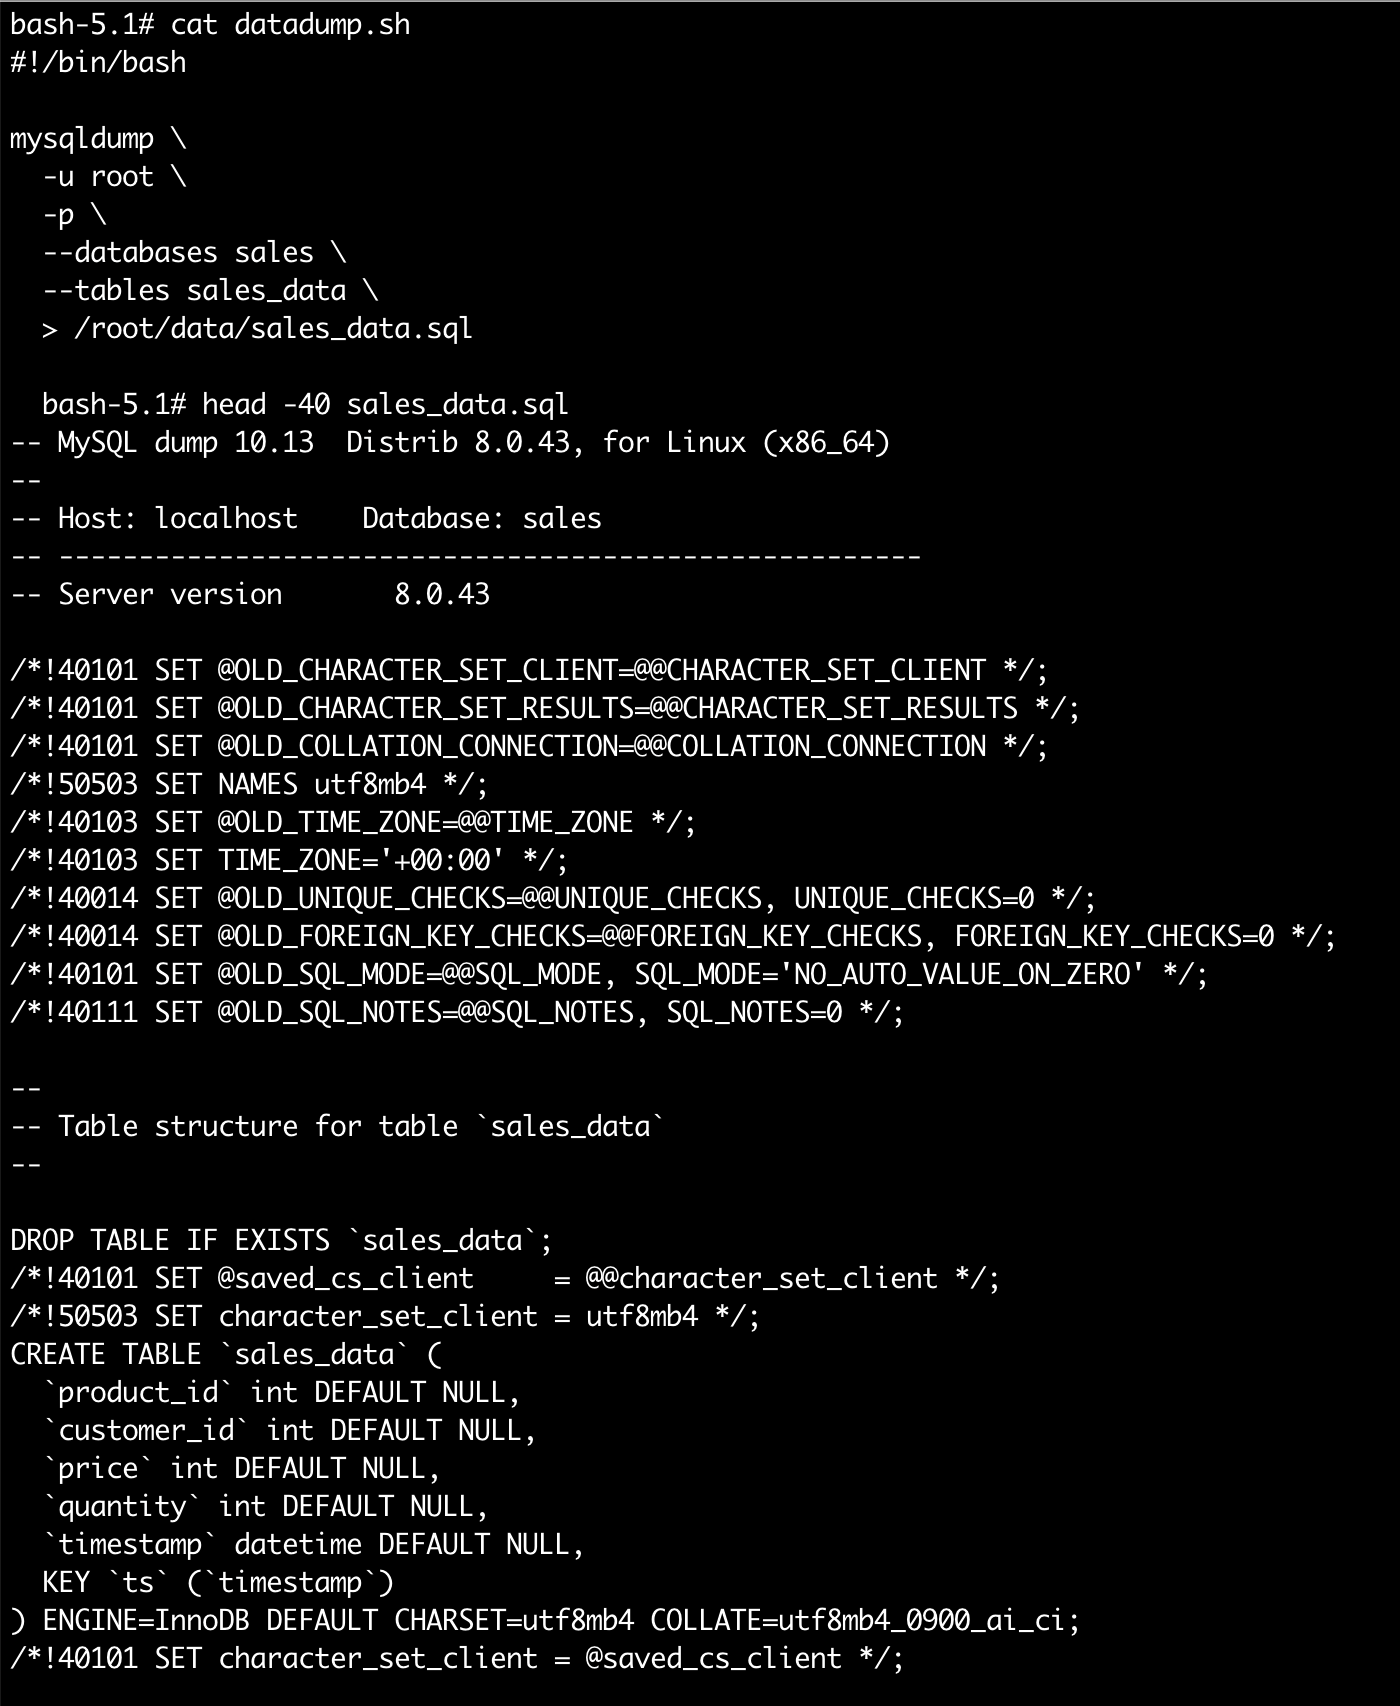 bash-5.1# cat datadump.sh
#!/bin/bash

mysqldump \
  -u root \
  -p \
  --databases sales \
  --tables sales_data \
  > /root/data/sales_data.sql

  bash-5.1# head -40 sales_data.sql
-- MySQL dump 10.13  Distrib 8.0.43, for Linux (x86_64)
--
-- Host: localhost    Database: sales
-- ------------------------------------------------------
-- Server version       8.0.43

/*!40101 SET @OLD_CHARACTER_SET_CLIENT=@@CHARACTER_SET_CLIENT */;
/*!40101 SET @OLD_CHARACTER_SET_RESULTS=@@CHARACTER_SET_RESULTS */;
/*!40101 SET @OLD_COLLATION_CONNECTION=@@COLLATION_CONNECTION */;
/*!50503 SET NAMES utf8mb4 */;
/*!40103 SET @OLD_TIME_ZONE=@@TIME_ZONE */;
/*!40103 SET TIME_ZONE='+00:00' */;
/*!40014 SET @OLD_UNIQUE_CHECKS=@@UNIQUE_CHECKS, UNIQUE_CHECKS=0 */;
/*!40014 SET @OLD_FOREIGN_KEY_CHECKS=@@FOREIGN_KEY_CHECKS, FOREIGN_KEY_CHECKS=0 */;
/*!40101 SET @OLD_SQL_MODE=@@SQL_MODE, SQL_MODE='NO_AUTO_VALUE_ON_ZERO' */;
/*!40111 SET @OLD_SQL_NOTES=@@SQL_NOTES, SQL_NOTES=0 */;

--
-- Table structure for table `sales_data`
--

DROP TABLE IF EXISTS `sales_data`;
/*!40101 SET @saved_cs_client     = @@character_set_client */;
/*!50503 SET character_set_client = utf8mb4 */;
CREATE TABLE `sales_data` (
  `product_id` int DEFAULT NULL,
  `customer_id` int DEFAULT NULL,
  `price` int DEFAULT NULL,
  `quantity` int DEFAULT NULL,
  `timestamp` datetime DEFAULT NULL,
  KEY `ts` (`timestamp`)
) ENGINE=InnoDB DEFAULT CHARSET=utf8mb4 COLLATE=utf8mb4_0900_ai_ci;
/*!40101 SET character_set_client = @saved_cs_client */;